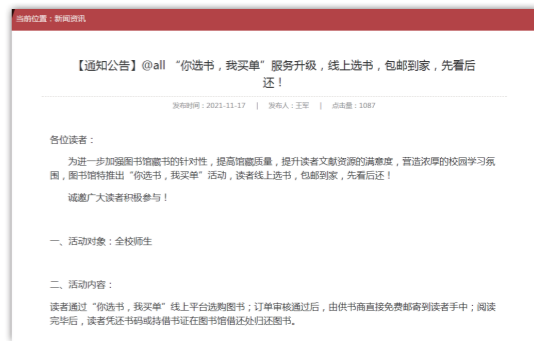 当前位置：新闻资讯
【通知公告】@all “你选书，我买单”服务升级，线上选书，包邮到家，先看后
还！
发布时间：2021-11-17 | 发布人：王军 | 点击量：1087
各位读者：
为进一步加强图书馆藏书的针对性，提高馆藏质量，提升读者文献资源的满意度，营造浓厚的校园学习氛
围，图书馆特推出“你选书，我买单”活动，读者线上选书，包邮到家，先看后还！
诚邀广大读者积极参与！
一、活动对象：全校师生
二、活动内容：
读者通过“你选书，我买单”线上平台选购图书；订单审核通过后，由供书商直接免费邮寄到读者手中；阅读
完毕后，读者凭还书码或持借书证在图书馆借还处归还图书。